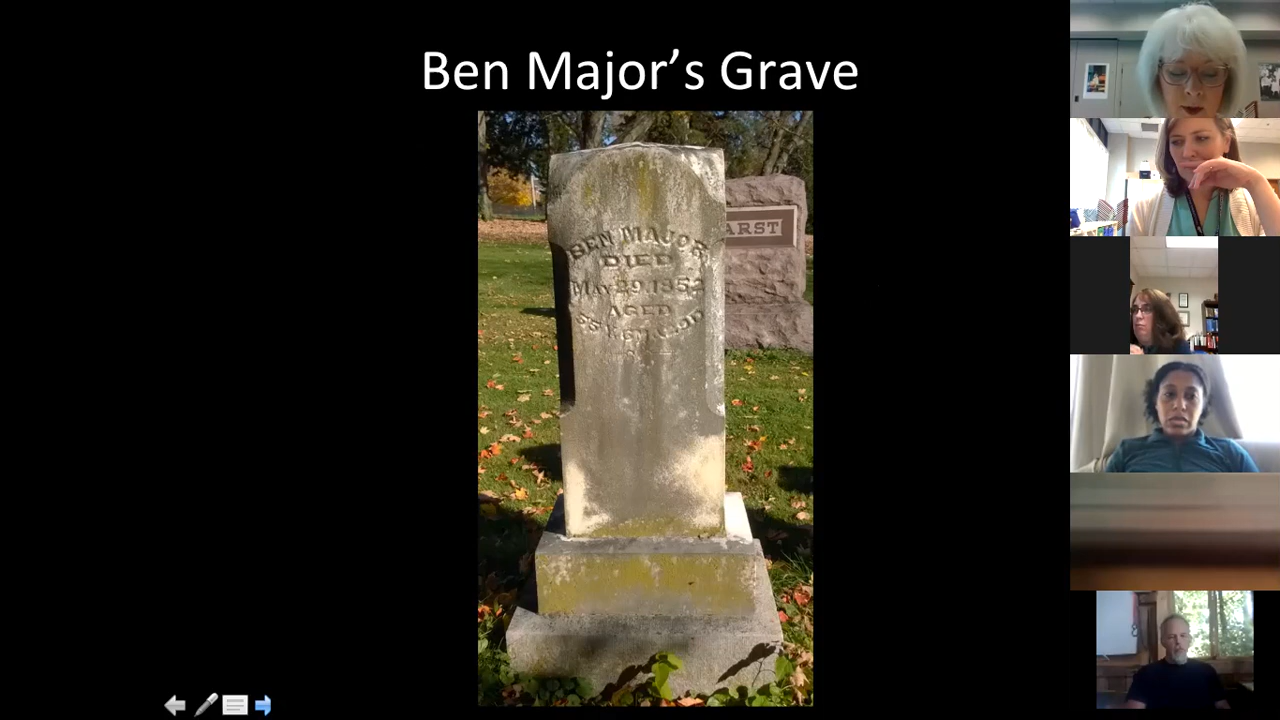 Ben Major's Grave
BEN MAJOR
DIED
MAY 29, 1852
AGED
ARST